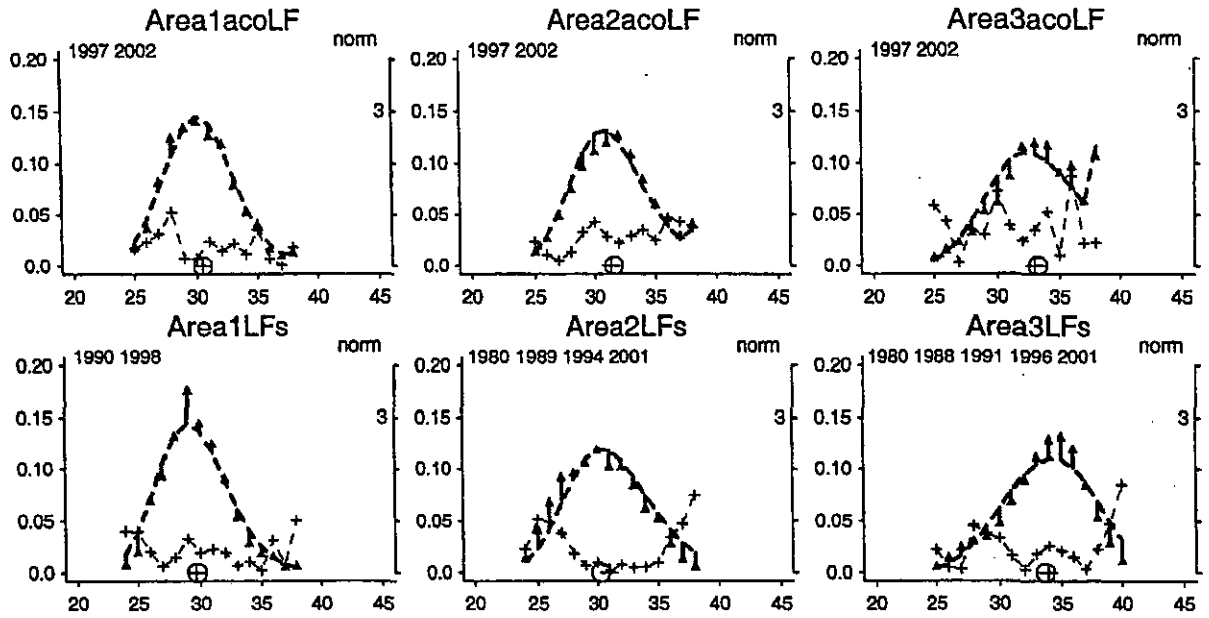 Area1acoLF Area2acoLF Area3acoLF
1997 2002 norm 1997 2002 norm 1997 2002 norm
0.20 0.20 0.20
0.15 3 0.15 3 0.15 3
0.10 0.10 0.10
0.05 0.05 0.05
0.0 0.0 0.0
20 25 30 35 40 45 20 25 30 35 40 45 20 25 30 35 40 45
Area1LFs Area2LFs Area3LFs
1990 1998 norm 1980 1989 1994 2001 norm 1980 1988 1991 1996 2001 norm
0.20 0.20 0.20
0.15 3 0.15 3 0.15 3
0.10 0.10 0.10
0.05 0.05 0.05
0.0 0.0 0.0
20 25 30 35 40 45 20 25 30 35 40 45 20 25 30 35 40 45